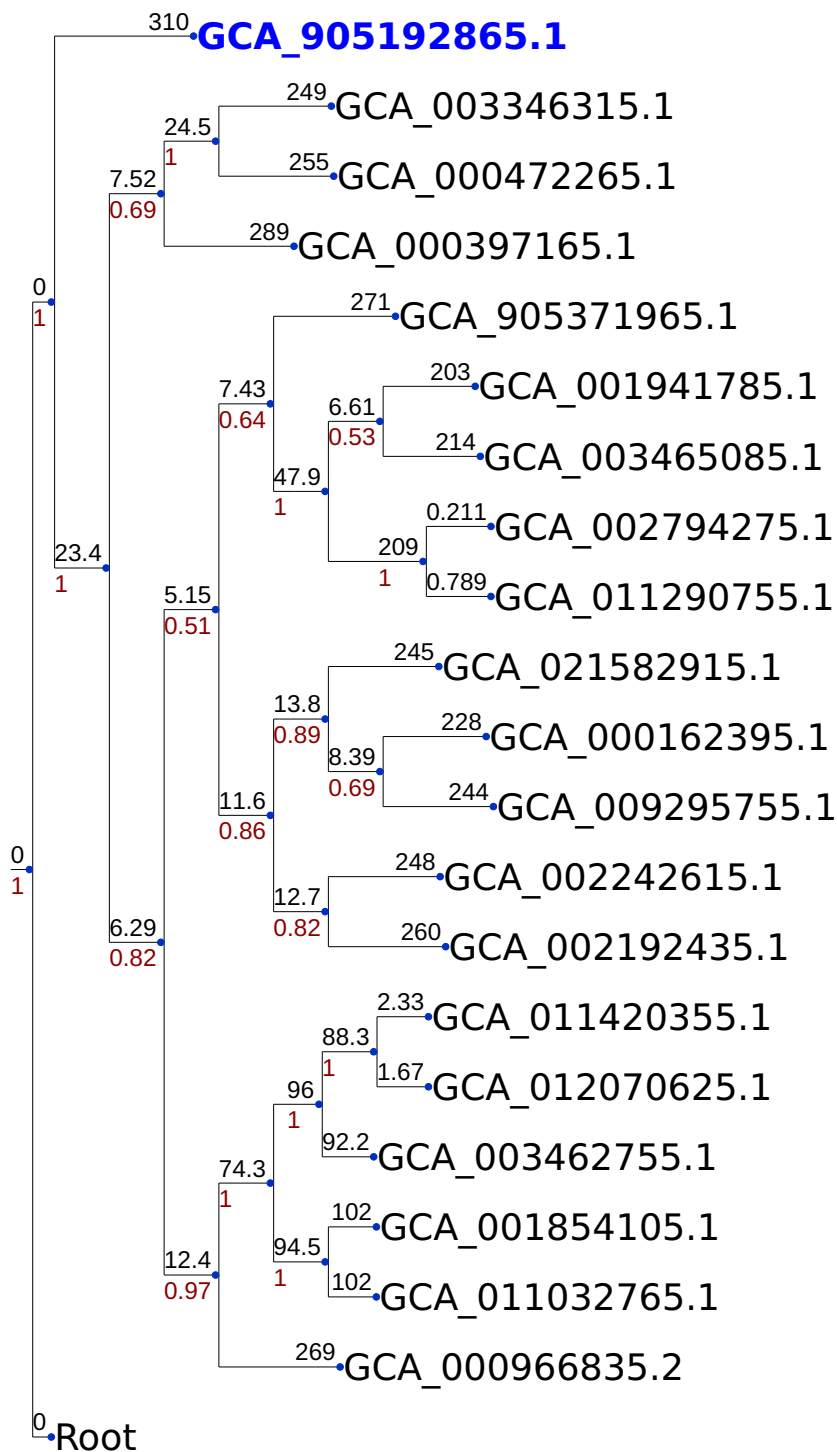 310
GCA_905192865.1
249
GCA_003346315.1
24.5
1
255
GCA_000472265.1
7.52
0.69
289
GCA_000397165.1
0
1
271
GCA_905371965.1
7.43
0.64
203
GCA_001941785.1
6.61
0.53
214
GCA_003465085.1
47.9
1
0.211
GCA_002794275.1
209
1
0.789
GCA_011290755.1
23.4
1
5.15
0.51
245
GCA_021582915.1
13.8
0.89
228
GCA_000162395.1
8.39
0.69
244
GCA_009295755.1
11.6
0.86
0
1
248
GCA_002242615.1
12.7
0.82
260
GCA_002192435.1
6.29
0.82
2.33
GCA_011420355.1
88.3
1
1.67
GCA_012070625.1
96
1
92.2
GCA_003462755.1
74.3
1
102
GCA_001854105.1
94.5
1
102
GCA_011032765.1
12.4
0.97
269
GCA_000966835.2
0
Root